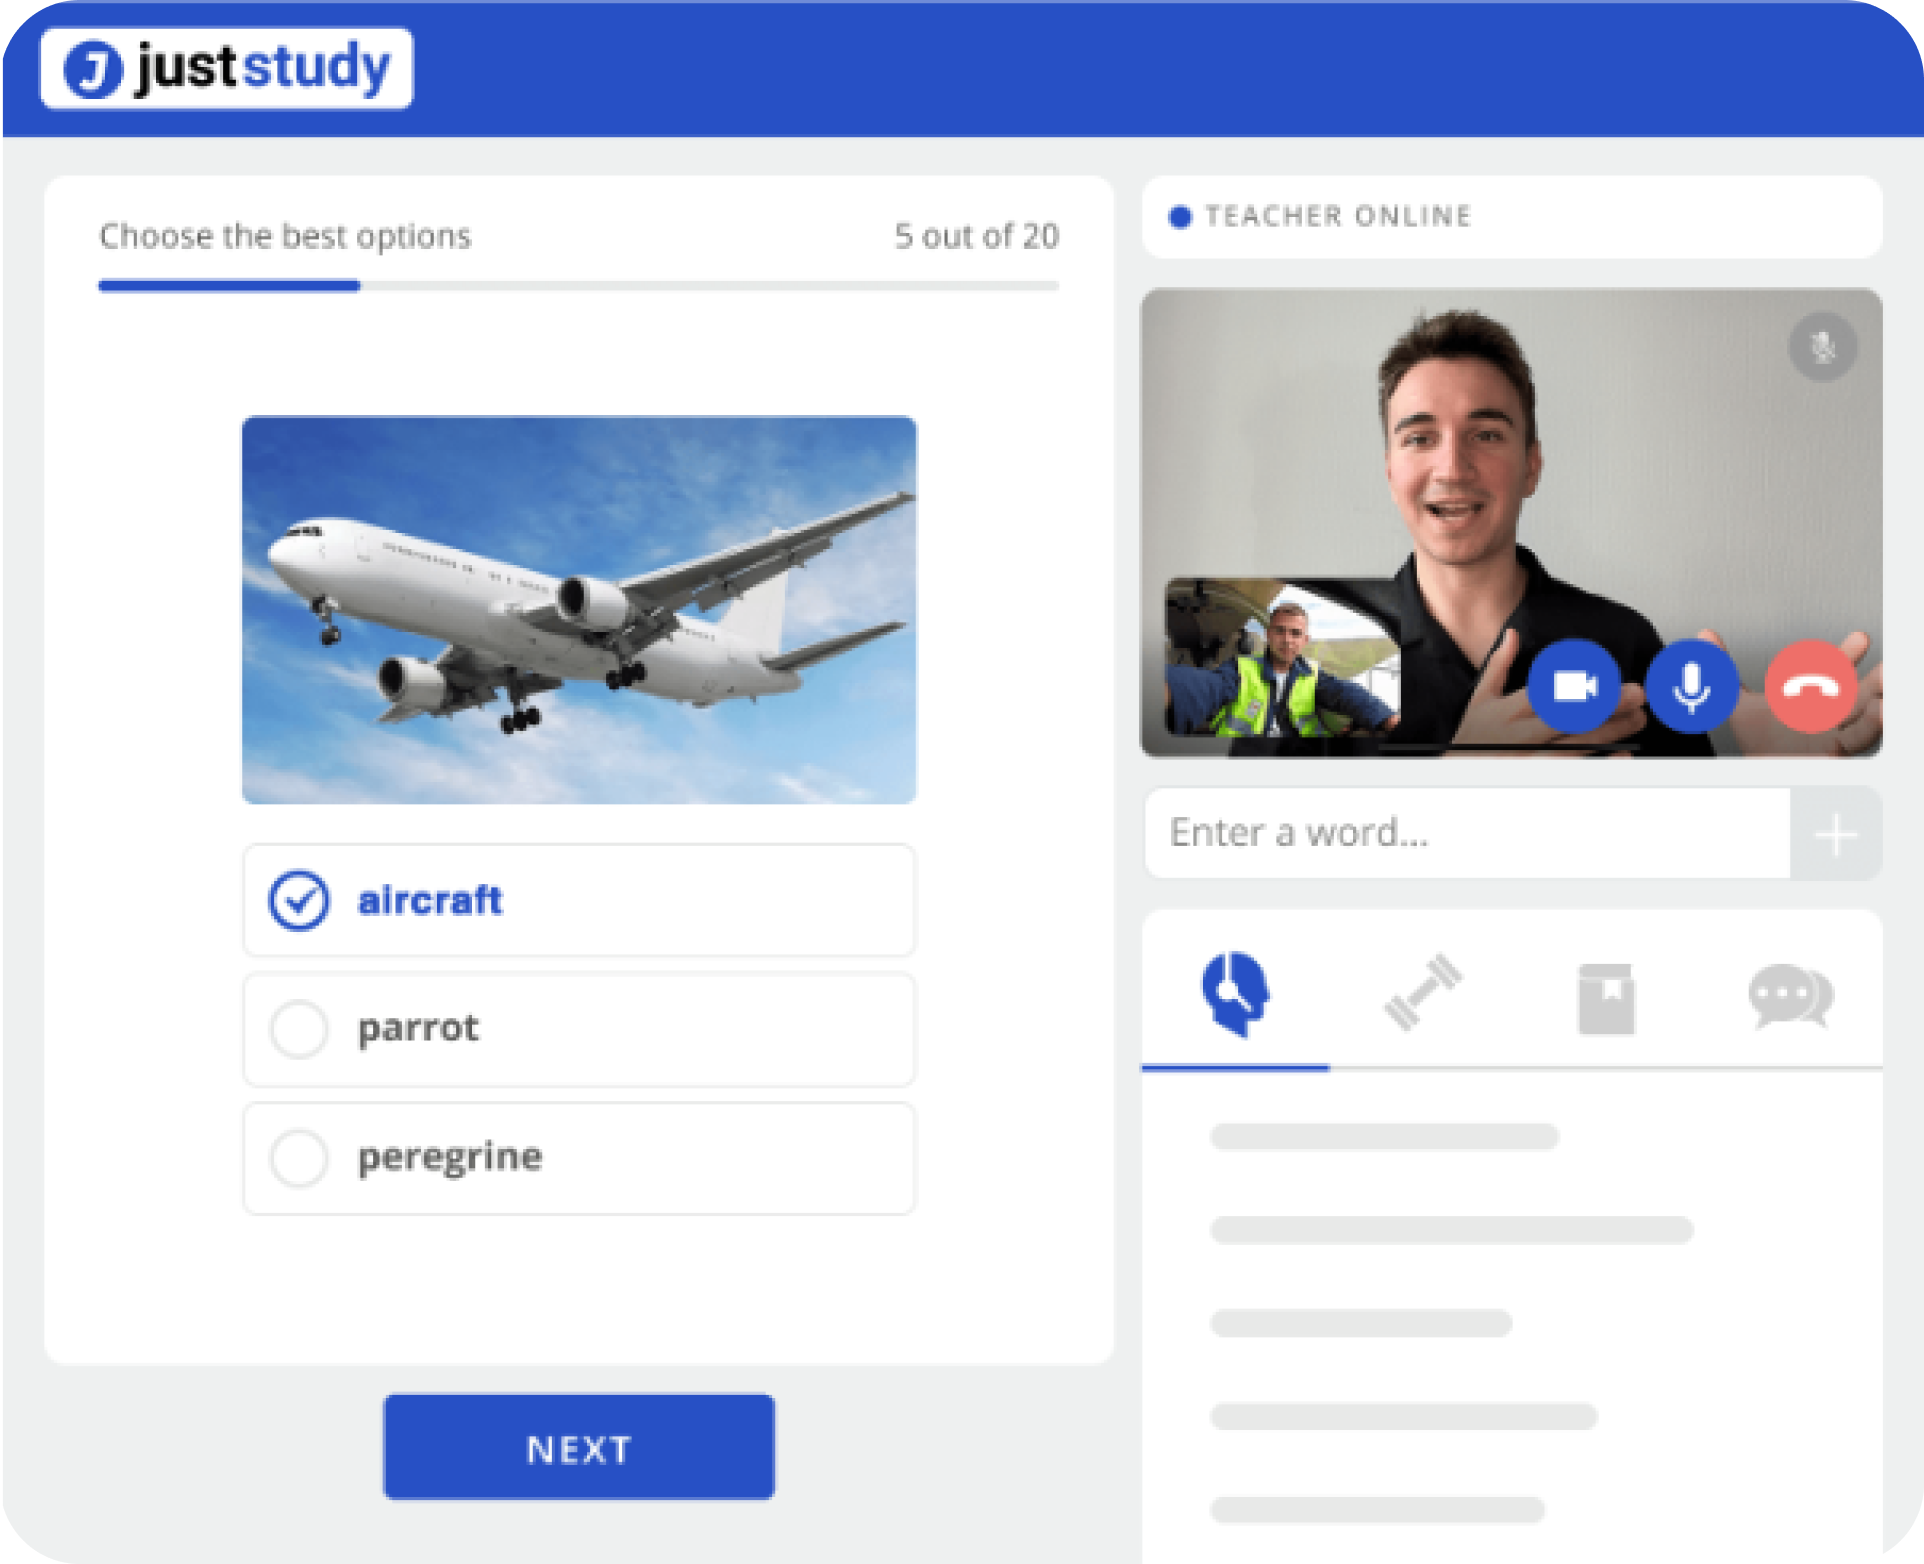 juststudy
Choose the best options
5 out of 20
aircraft
parrot
peregrine
NEXT
TEACHER ONLINE
Enter a word...